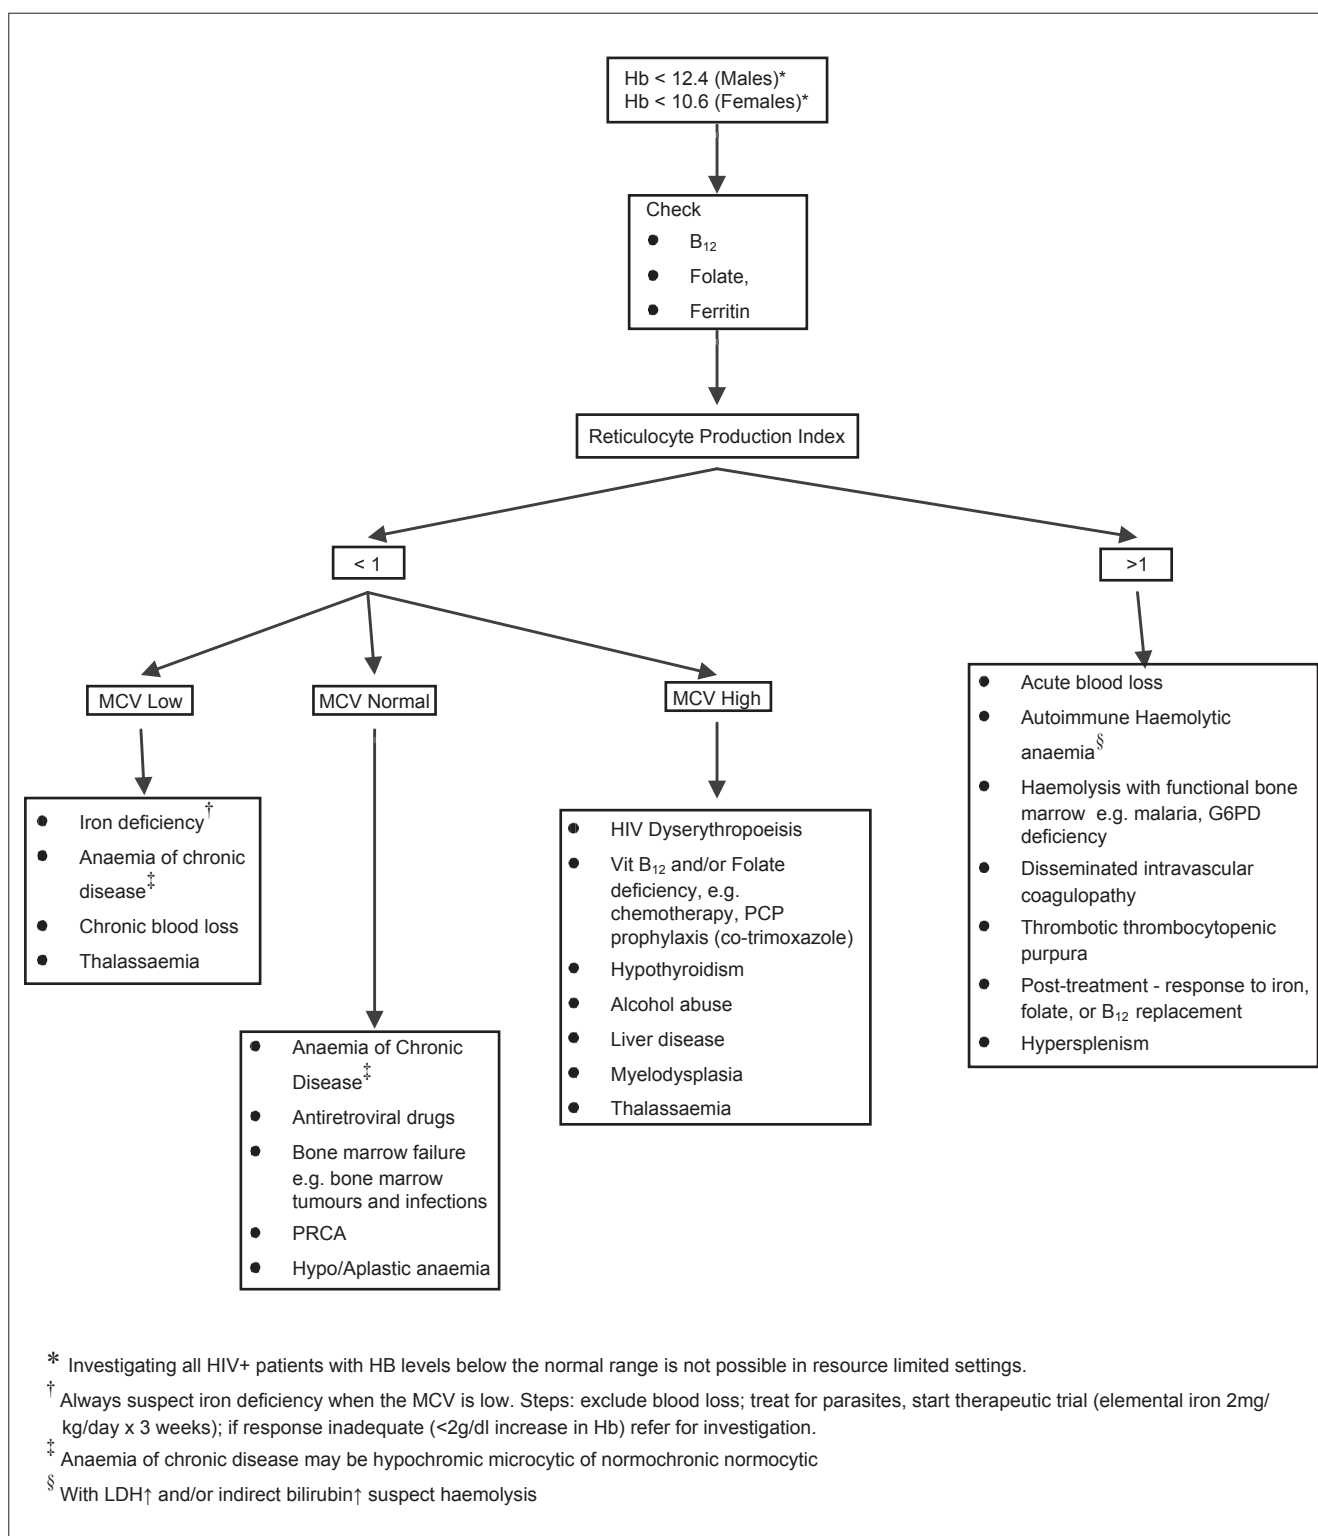 Hb < 12.4 (Males)*
Hb < 10.6 (Females)*
Check
● B₁₂
● Folate,
● Ferritin
Reticulocyte Production Index
< 1
>1
MCV Low
MCV Normal
MCV High
● Iron deficiency†
● Anaemia of chronic
disease‡
● Chronic blood loss
● Thalassaemia
● Anaemia of Chronic
Disease‡
● Antiretroviral drugs
● Bone marrow failure
e.g. bone marrow
tumours and infections
● PRCA
● Hypo/Aplastic anaemia
● HIV Dyserythropoeisis
● Vit B₁₂ and/or Folate
deficiency, e.g.
chemotherapy, PCP
prophylaxis (co-trimoxazole)
● Hypothyroidism
● Alcohol abuse
● Liver disease
● Myelodysplasia
● Thalassaemia
● Acute blood loss
● Autoimmune Haemolytic
anaemia§
● Haemolysis with functional bone
marrow e.g. malaria, G6PD
deficiency
● Disseminated intravascular
coagulopathy
● Thrombotic thrombocytopenic
purpura
● Post-treatment - response to iron,
folate, or B₁₂ replacement
● Hypersplenism
* Investigating all HIV+ patients with HB levels below the normal range is not possible in resource limited settings.
† Always suspect iron deficiency when the MCV is low. Steps: exclude blood loss; treat for parasites, start therapeutic trial (elemental iron 2mg/
kg/day x 3 weeks); if response inadequate (<2g/dl increase in Hb) refer for investigation.
‡ Anaemia of chronic disease may be hypochromic microcytic of normochronic normocytic
§ With LDH↑ and/or indirect bilirubin↑ suspect haemolysis